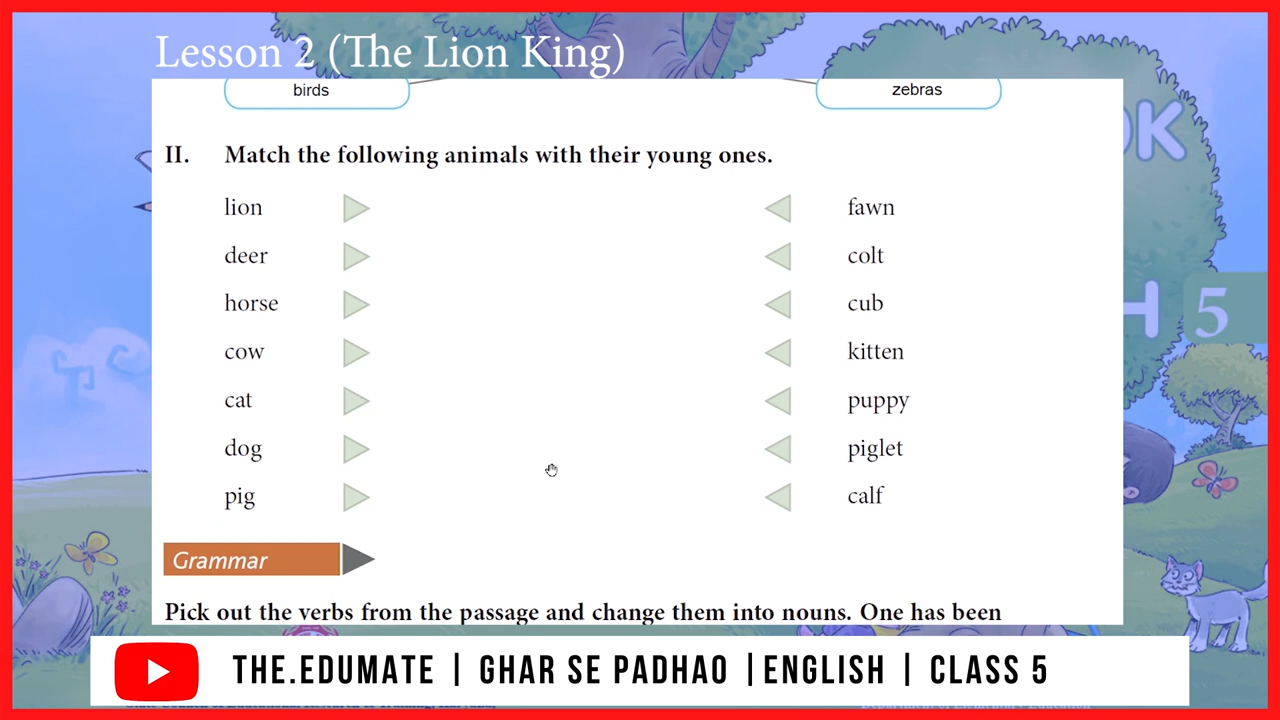 Lesson 2 (The Lion King)
birds zebras
II. Match the following animals with their young ones.
lion fawn
deer colt
horse cub
cow kitten
cat puppy
dog piglet
pig calf
Grammar
Pick out the verbs from the passage and change them into nouns. One has been
OK
H 5
THE.EDUMATE | GHAR SE PADHAO |ENGLISH | CLASS 5